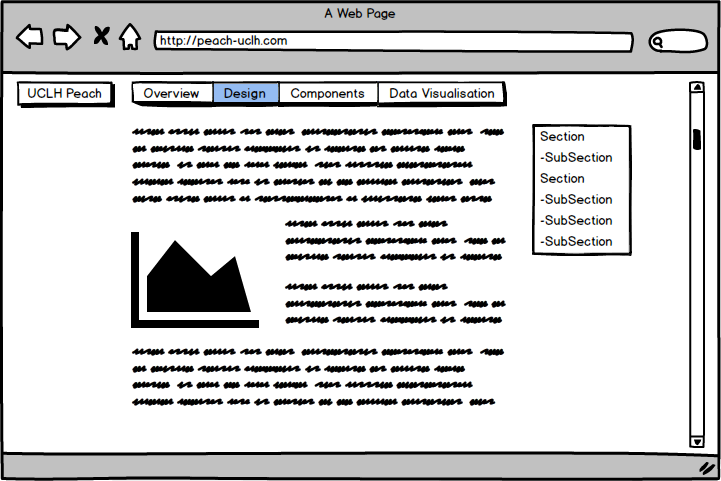 A Web Page
http://peach-uclh.com
UCLH Peach
Overview Design Components Data Visualisation
Section
-SubSection
Section
-SubSection
-SubSection
-SubSection